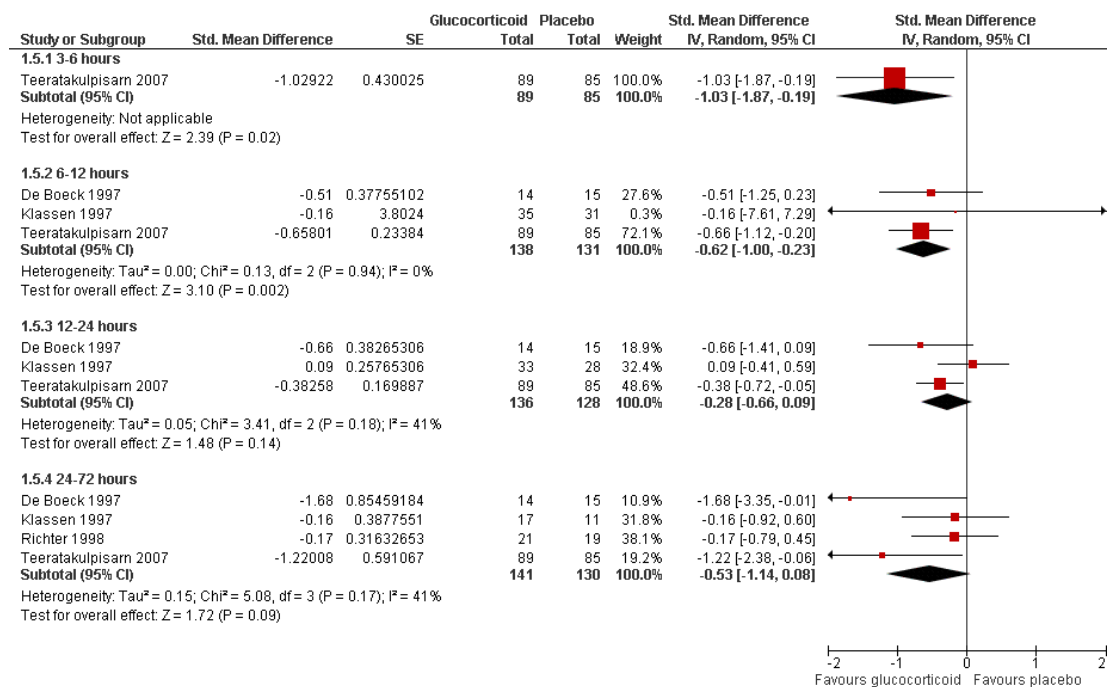 Glucocorticoid Placebo Std. Mean Difference Std. Mean Difference
Study or Subgroup Std. Mean Difference SE Total Total Weight IV, Random, 95% CI IV, Random, 95% CI
1.5.1 3-6 hours
Teeratakulpisarn 2007 -1.02922 0.430025 89 85 100.0% -1.03 [-1.87, -0.19]
Subtotal (95% CI) 89 85 100.0% -1.03 [-1.87, -0.19]
Heterogeneity: Not applicable
Test for overall effect: Z = 2.39 (P = 0.02)
1.5.2 6-12 hours
De Boeck 1997 -0.51 0.37755102 14 15 27.6% -0.51 [-1.25, 0.23]
Klassen 1997 -0.16 3.8024 35 31 0.3% -0.16 [-7.61, 7.29]
Teeratakulpisarn 2007 -0.65801 0.23384 89 85 72.1% -0.66 [-1.12, -0.20]
Subtotal (95% CI) 138 131 100.0% -0.62 [-1.00, -0.23]
Heterogeneity: Tau² = 0.00; Chi² = 0.13, df = 2 (P = 0.94); I² = 0%
Test for overall effect: Z = 3.10 (P = 0.002)
1.5.3 12-24 hours
De Boeck 1997 -0.66 0.38265306 14 15 18.9% -0.66 [-1.41, 0.09]
Klassen 1997 0.09 0.25765306 33 28 32.4% 0.09 [-0.41, 0.59]
Teeratakulpisarn 2007 -0.38258 0.169887 89 85 48.6% -0.38 [-0.72, -0.05]
Subtotal (95% CI) 136 128 100.0% -0.28 [-0.66, 0.09]
Heterogeneity: Tau² = 0.05; Chi² = 3.41, df = 2 (P = 0.18); I² = 41%
Test for overall effect: Z = 1.48 (P = 0.14)
1.5.4 24-72 hours
De Boeck 1997 -1.68 0.85459184 14 15 10.9% -1.68 [-3.35, -0.01]
Klassen 1997 -0.16 0.3877551 17 11 31.8% -0.16 [-0.92, 0.60]
Richter 1998 -0.17 0.31632653 21 19 38.1% -0.17 [-0.79, 0.45]
Teeratakulpisarn 2007 -1.22008 0.591067 89 85 19.2% -1.22 [-2.38, -0.06]
Subtotal (95% CI) 141 130 100.0% -0.53 [-1.14, 0.08]
Heterogeneity: Tau² = 0.15; Chi² = 5.08, df = 3 (P = 0.17); I² = 41%
Test for overall effect: Z = 1.72 (P = 0.09)
-2 -1 0 1 2
Favours glucocorticoid Favours placebo